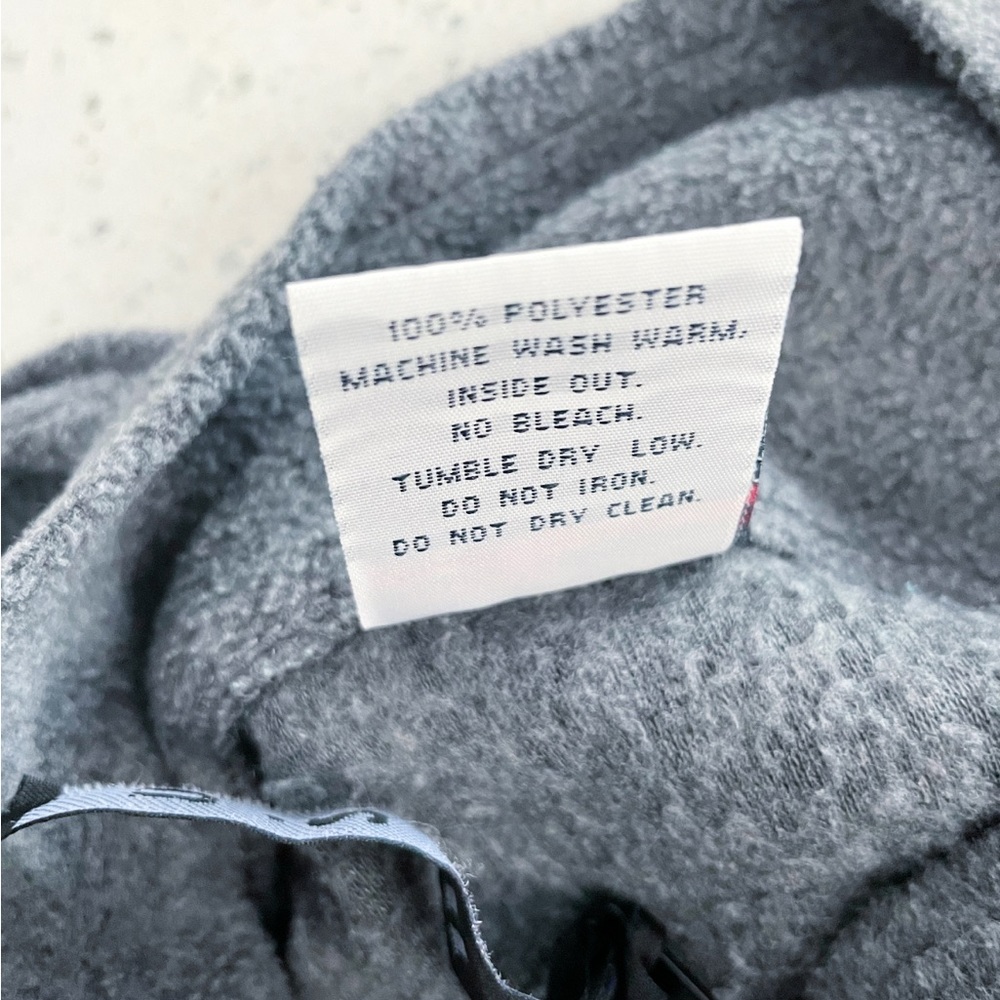 100% POLYESTER
MACHINE WASH WARM.
INSIDE OUT.
NO BLEACH.
TUMBLE DRY LOW.
DO NOT IRON.
DO NOT DRY CLEAN.